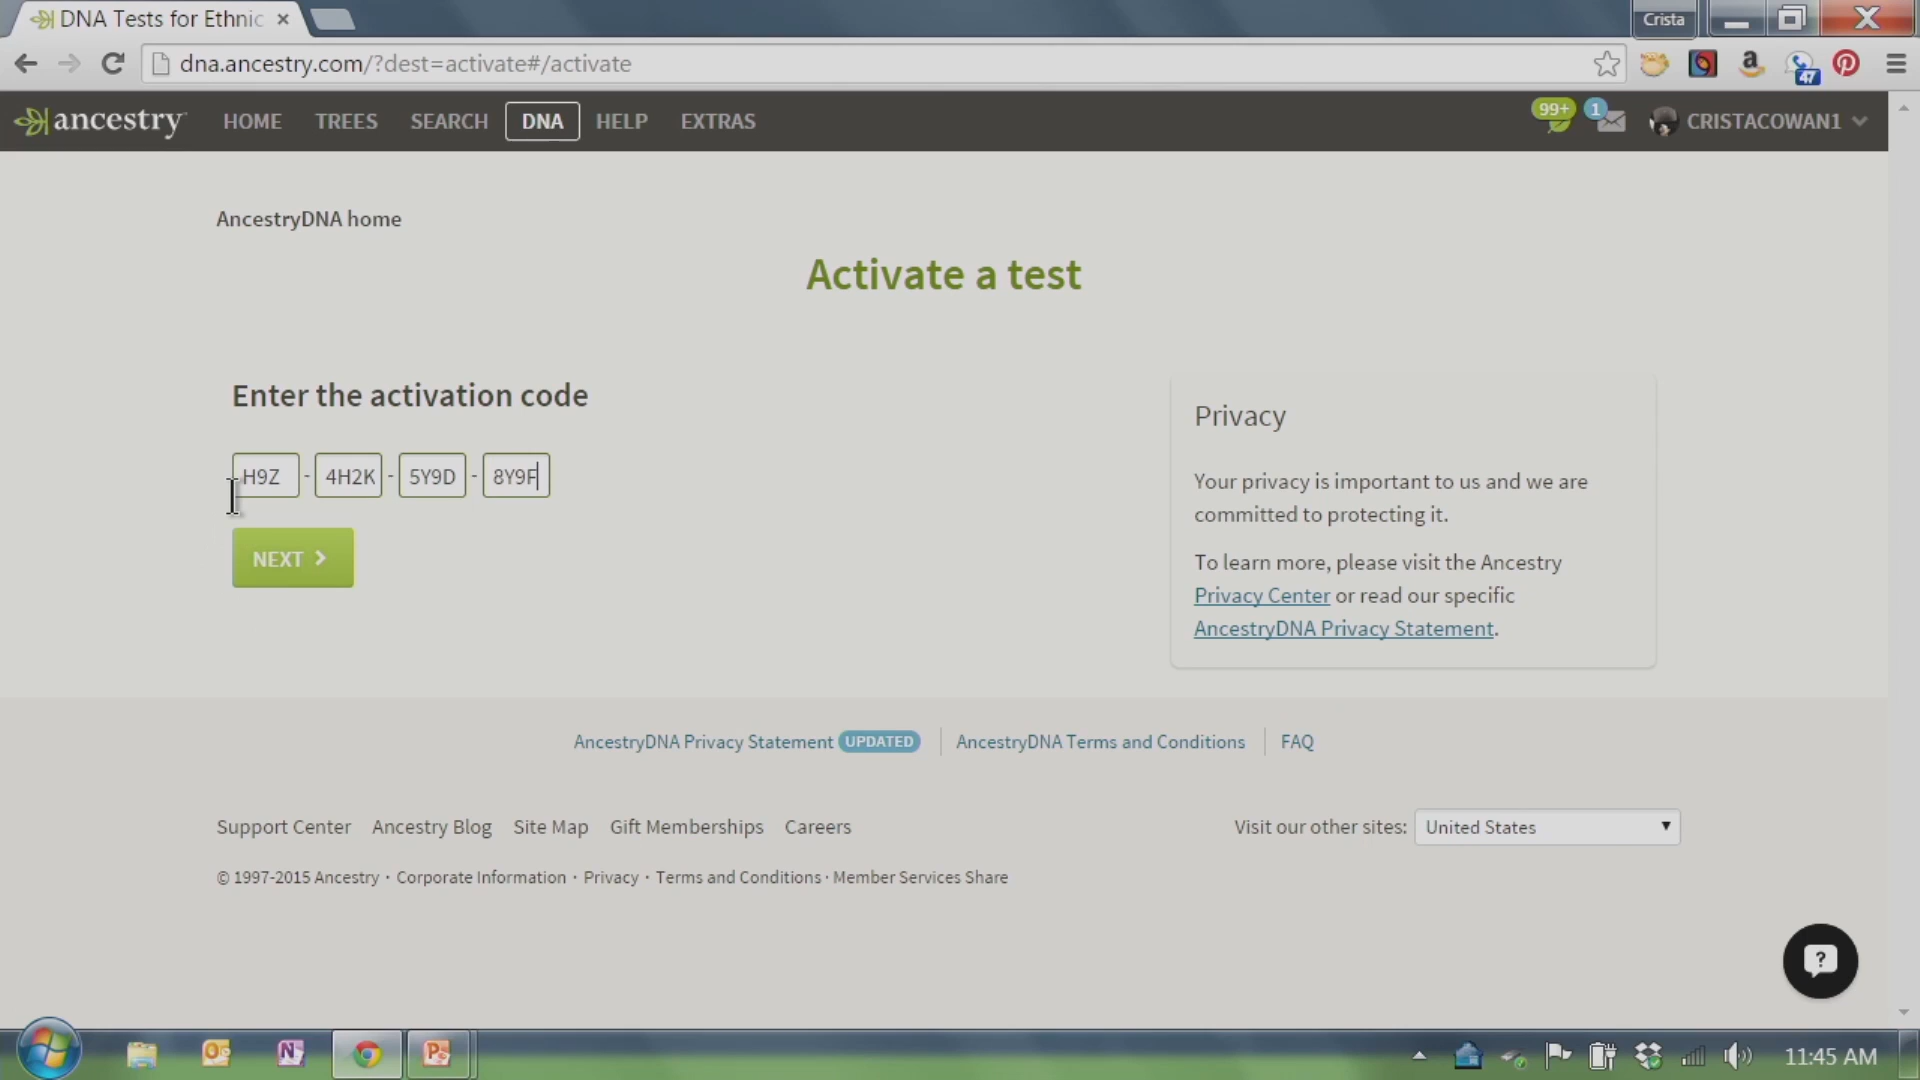 DNA Tests for Ethnic
Crista
dna.ancestry.com/?dest=activate#/activate
a
47
ancestry HOME TREES SEARCH DNA HELP EXTRAS 99+ 1 CRISTACOWAN1
AncestryDNA home
Activate a test
Enter the activation code
H9Z - 4H2K - 5Y9D - 8Y9F
NEXT
Privacy
Your privacy is important to us and we are
committed to protecting it.
To learn more, please visit the Ancestry
Privacy Center or read our specific
AncestryDNA Privacy Statement.
AncestryDNA Privacy Statement UPDATED AncestryDNA Terms and Conditions FAQ
Support Center Ancestry Blog Site Map Gift Memberships Careers
Visit our other sites: United States
© 1997-2015 Ancestry · Corporate Information · Privacy · Terms and Conditions · Member Services Share
?
11:45 AM